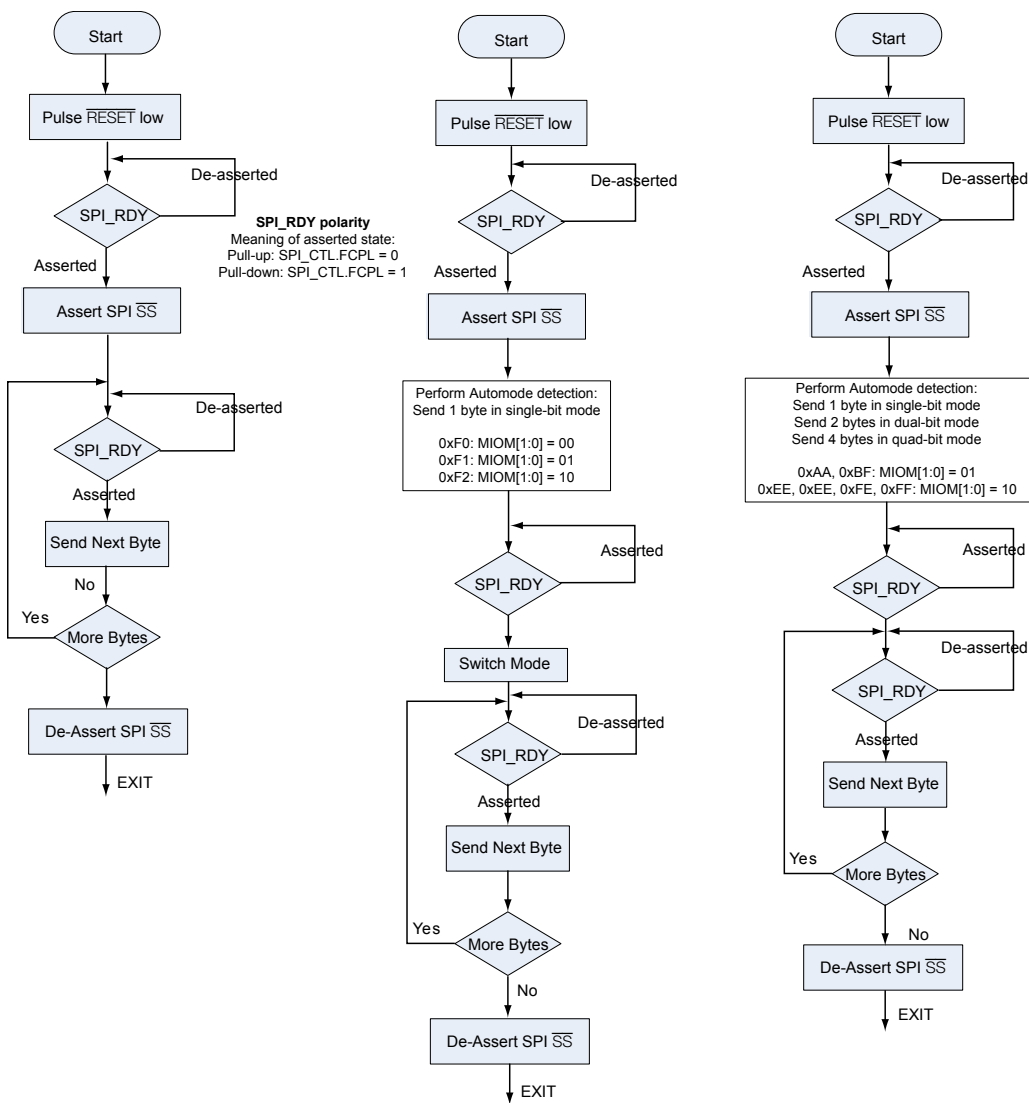 Start
Pulse RESET low
De-asserted
SPI_RDY
SPI_RDY polarity
Meaning of asserted state:
Pull-up: SPI_CTL.FCPL = 0
Pull-down: SPI_CTL.FCPL = 1
Asserted
Assert SPI SS
De-asserted
SPI_RDY
Asserted
Send Next Byte
No
Yes
More Bytes
De-Assert SPI SS
EXIT
Start
Pulse RESET low
De-asserted
SPI_RDY
Asserted
Assert SPI SS
Perform Automode detection:
Send 1 byte in single-bit mode
0xF0: MIOM[1:0] = 00
0xF1: MIOM[1:0] = 01
0xF2: MIOM[1:0] = 10
Asserted
SPI_RDY
Switch Mode
De-asserted
SPI_RDY
Asserted
Send Next Byte
Yes
More Bytes
No
De-Assert SPI SS
EXIT
Start
Pulse RESET low
De-asserted
SPI_RDY
Asserted
Assert SPI SS
Perform Automode detection:
Send 1 byte in single-bit mode
Send 2 bytes in dual-bit mode
Send 4 bytes in quad-bit mode
0xAA, 0xBF: MIOM[1:0] = 01
0xEE, 0xEE, 0xFE, 0xFF: MIOM[1:0] = 10
Asserted
SPI_RDY
De-asserted
SPI_RDY
Asserted
Send Next Byte
Yes
More Bytes
No
De-Assert SPI SS
EXIT